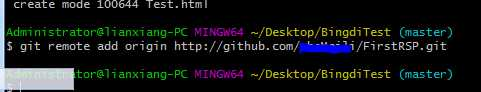 create mode 100644 Test.html
Administrator@lianxiang-PC MINGW64 ~/Desktop/BingdiTest (master)
$ git remote add origin http://github.com/ /FirstRSP.git
Administrator@lianxiang-PC MINGW64 ~/Desktop/BingdiTest (master)
$